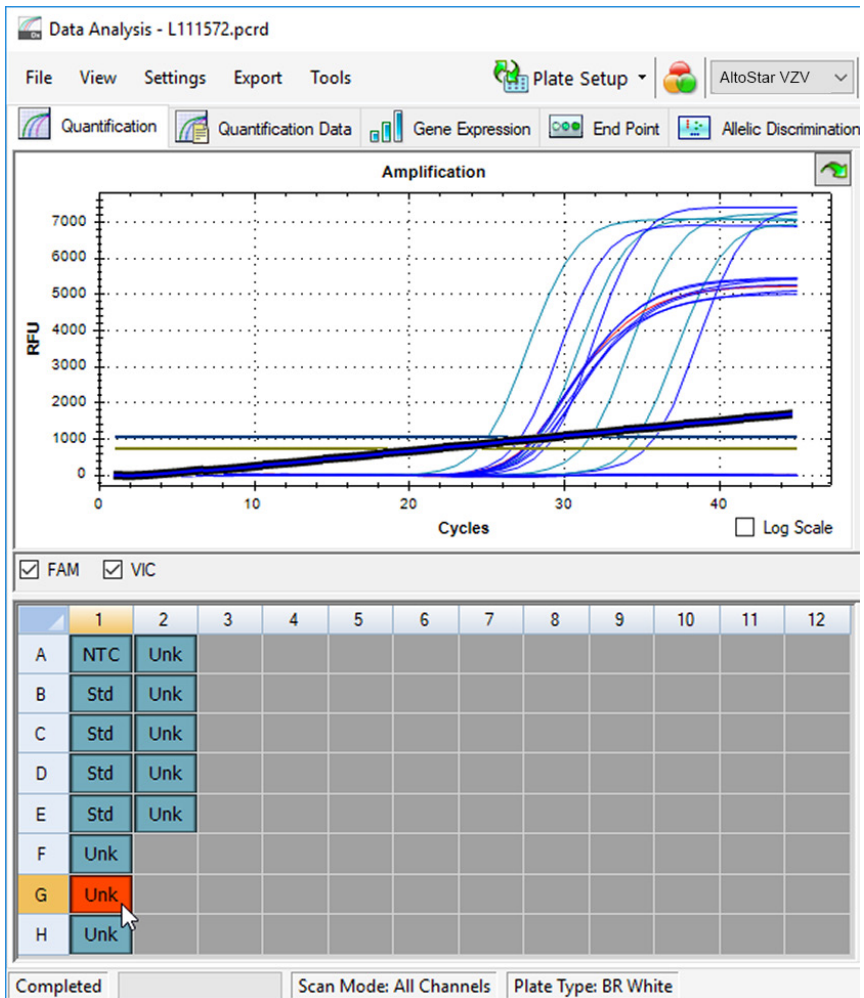 Data Analysis - L111572.pcrd
File View Settings Export Tools Plate Setup AltoStar VZV
Quantification Quantification Data Gene Expression End Point Allelic Discrimination
Amplification
7000
6000
5000
4000
3000
2000
1000
0
RFU
0 10 20 30 40
Cycles
Log Scale
FAM VIC
1 2 3 4 5 6 7 8 9 10 11 12
A NTC Unk
B Std Unk
C Std Unk
D Std Unk
E Std Unk
F Unk
G Unk
H Unk
Completed Scan Mode: All Channels Plate Type: BR White